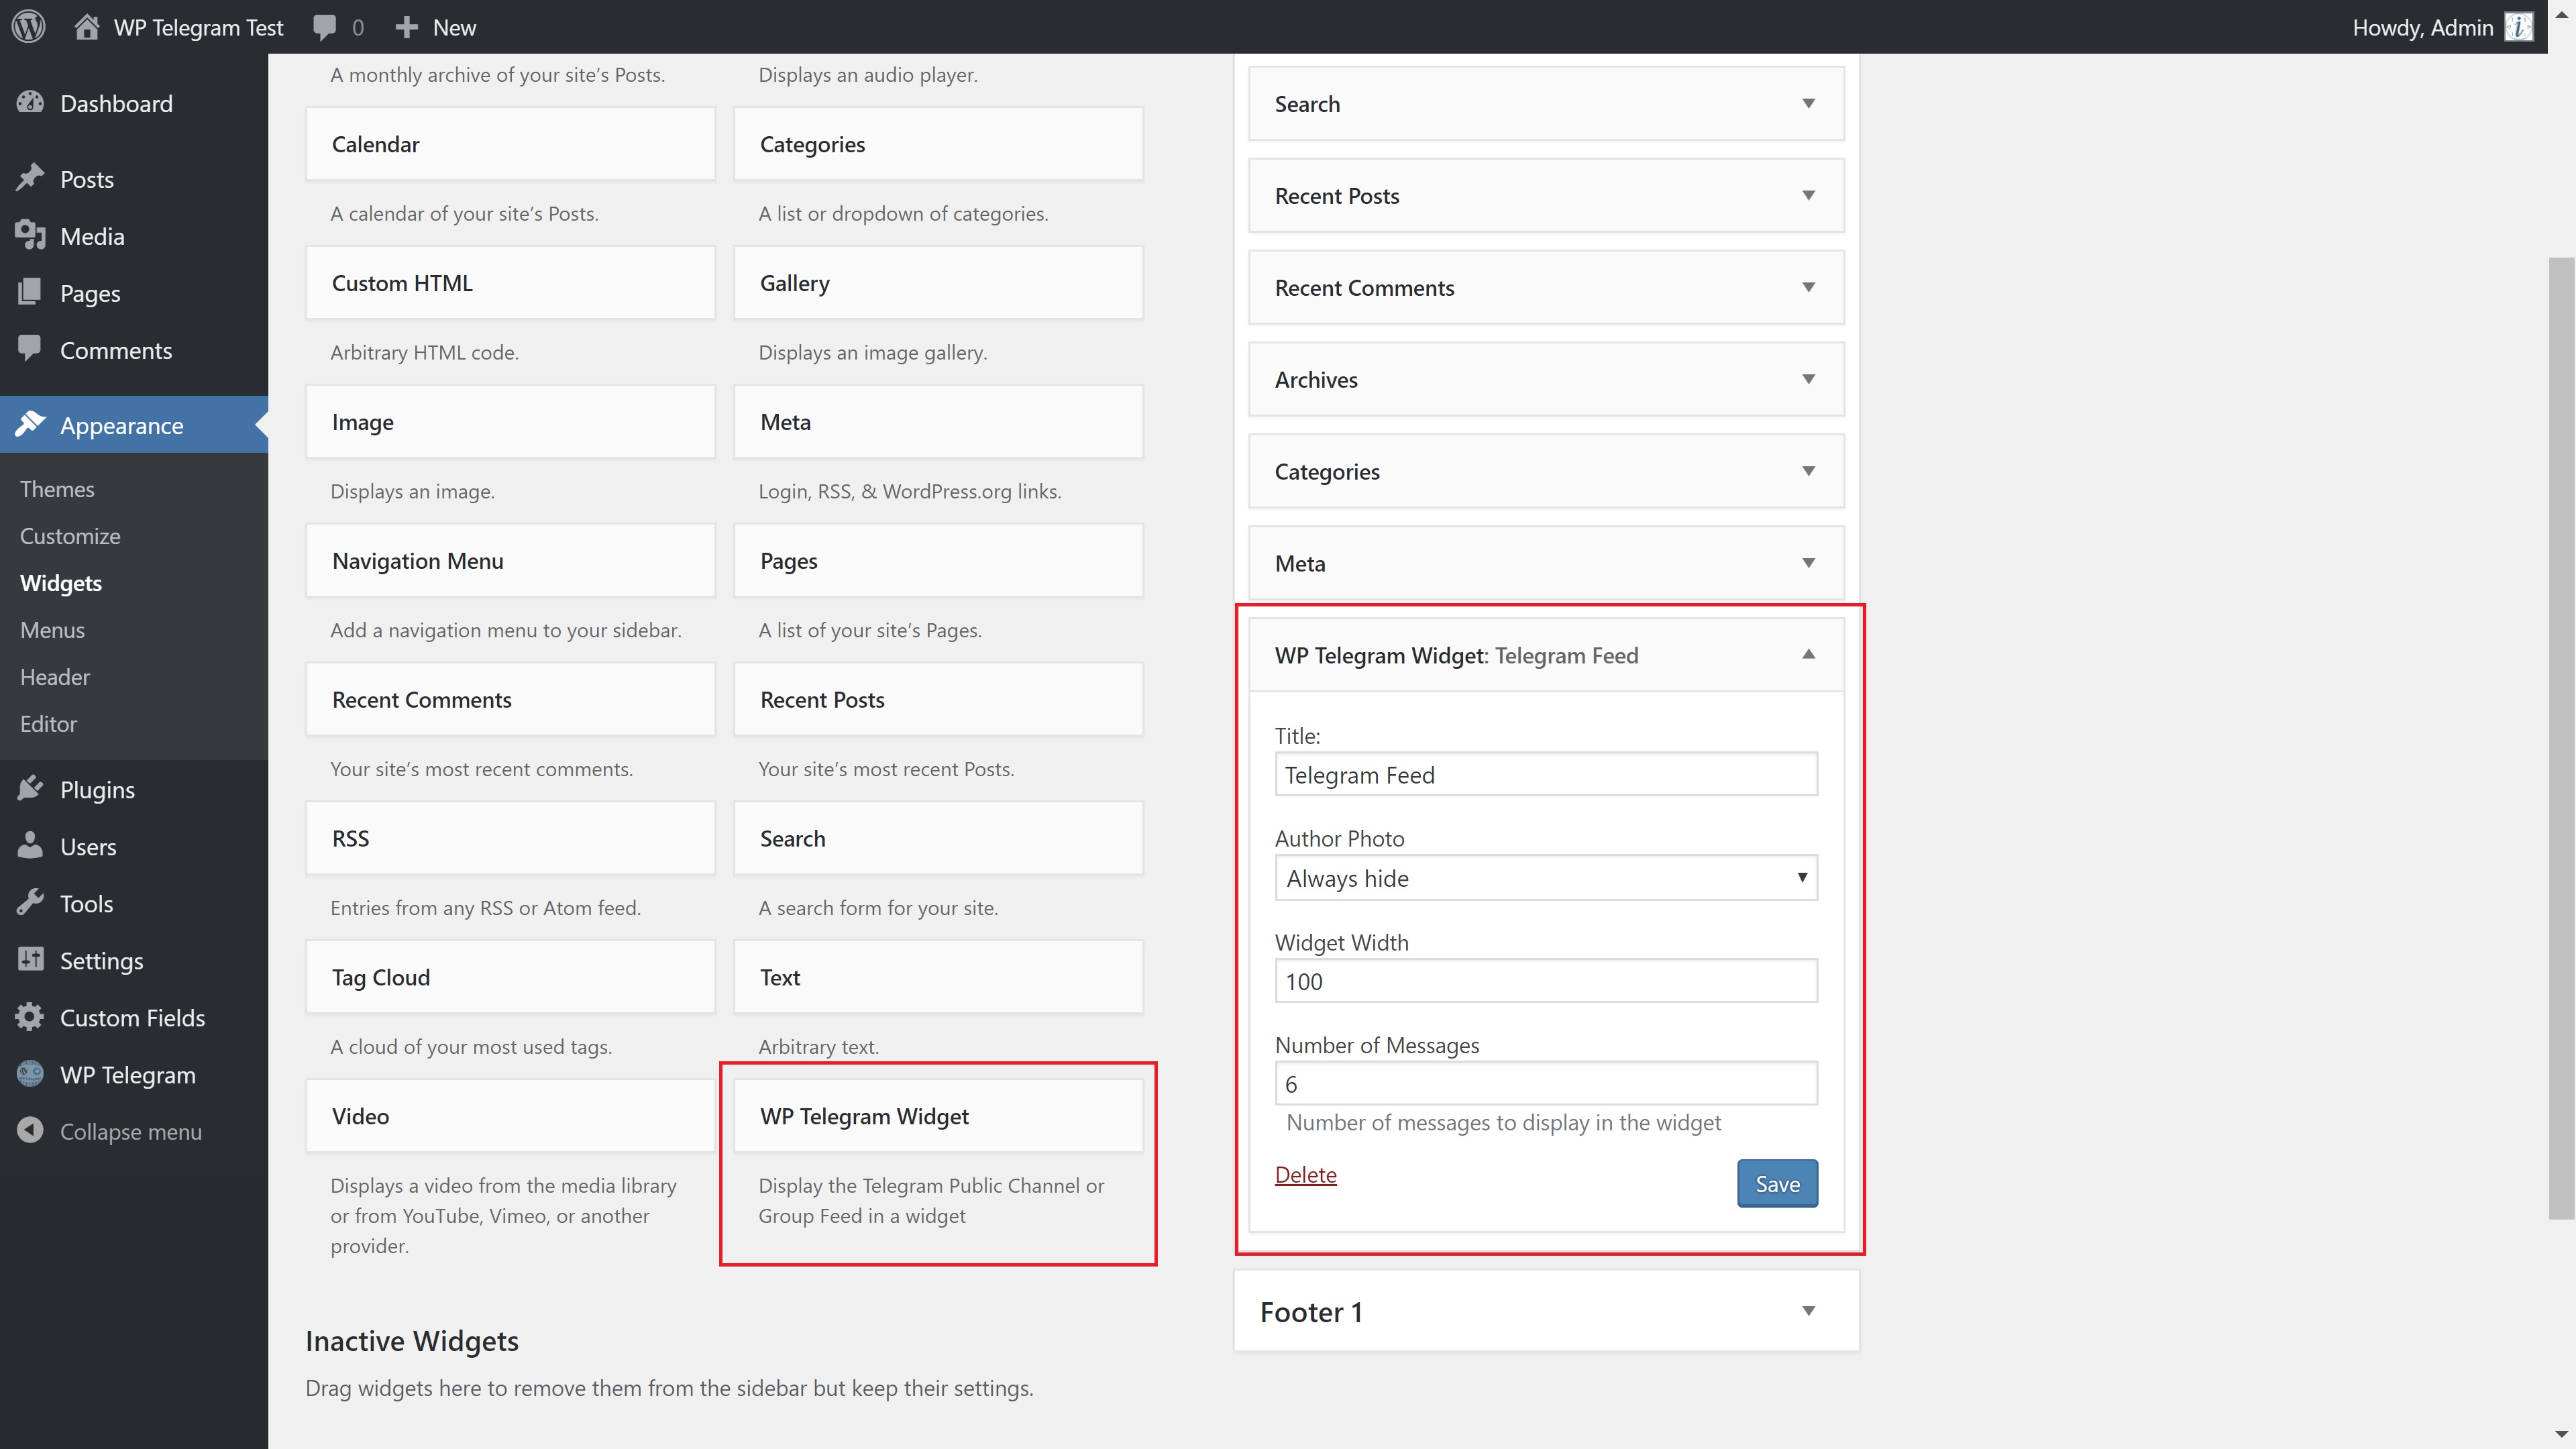 WP Telegram Test
0
New
Howdy, Admin
Dashboard
Posts
Media
Pages
Comments
Appearance
Themes
Customize
Widgets
Menus
Header
Editor
Plugins
Users
Tools
Settings
Custom Fields
WP Telegram
Collapse menu
A monthly archive of your site’s Posts.
Displays an audio player.
Calendar
Categories
A calendar of your site’s Posts.
A list or dropdown of categories.
Custom HTML
Gallery
Arbitrary HTML code.
Displays an image gallery.
Image
Meta
Displays an image.
Login, RSS, & WordPress.org links.
Navigation Menu
Pages
Add a navigation menu to your sidebar.
A list of your site’s Pages.
Recent Comments
Recent Posts
Your site’s most recent comments.
Your site’s most recent Posts.
RSS
Search
Entries from any RSS or Atom feed.
A search form for your site.
Tag Cloud
Text
A cloud of your most used tags.
Arbitrary text.
Video
WP Telegram Widget
Displays a video from the media library
or from YouTube, Vimeo, or another
provider.
Display the Telegram Public Channel or
Group Feed in a widget
Inactive Widgets
Drag widgets here to remove them from the sidebar but keep their settings.
Search
Recent Posts
Recent Comments
Archives
Categories
Meta
WP Telegram Widget: Telegram Feed
Title:
Telegram Feed
Author Photo
Always hide
Widget Width
100
Number of Messages
6
Number of messages to display in the widget
Delete
Save
Footer 1